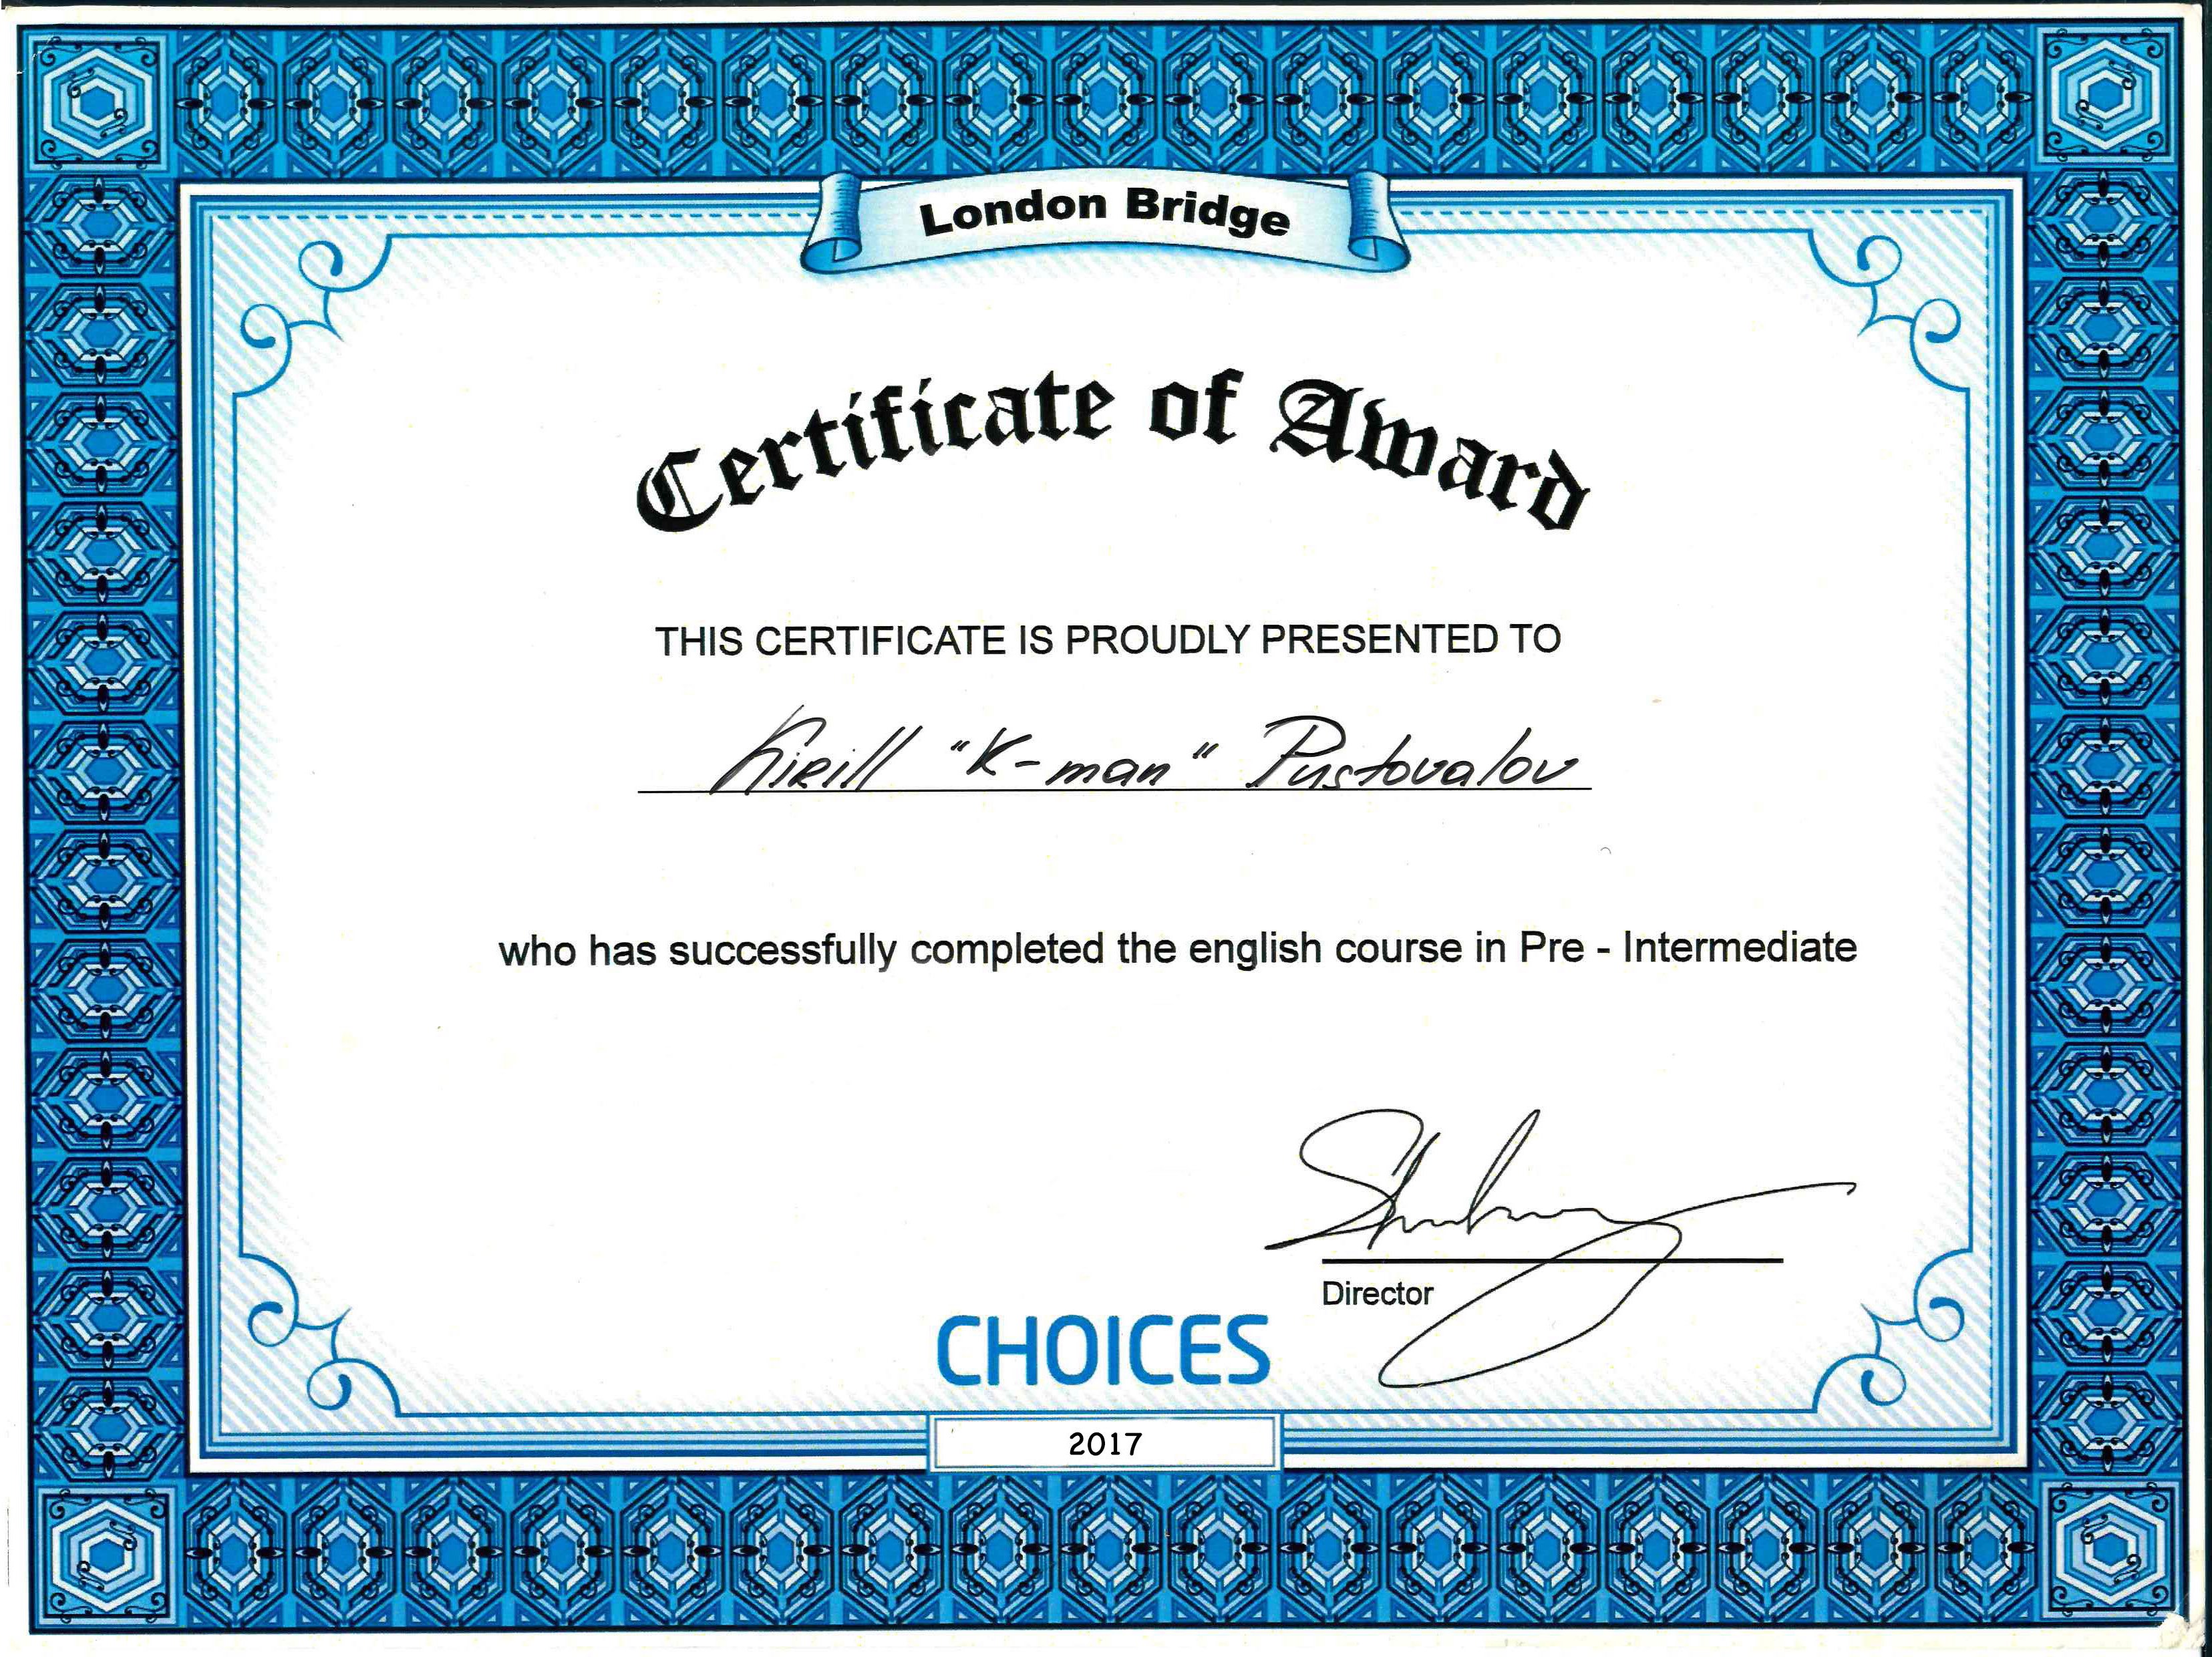 London Bridge
Certificate of Award
THIS CERTIFICATE IS PROUDLY PRESENTED TO
Kirill "K-man" Pustovalov
who has successfully completed the english course in Pre - Intermediate
Director
CHOICES
2017